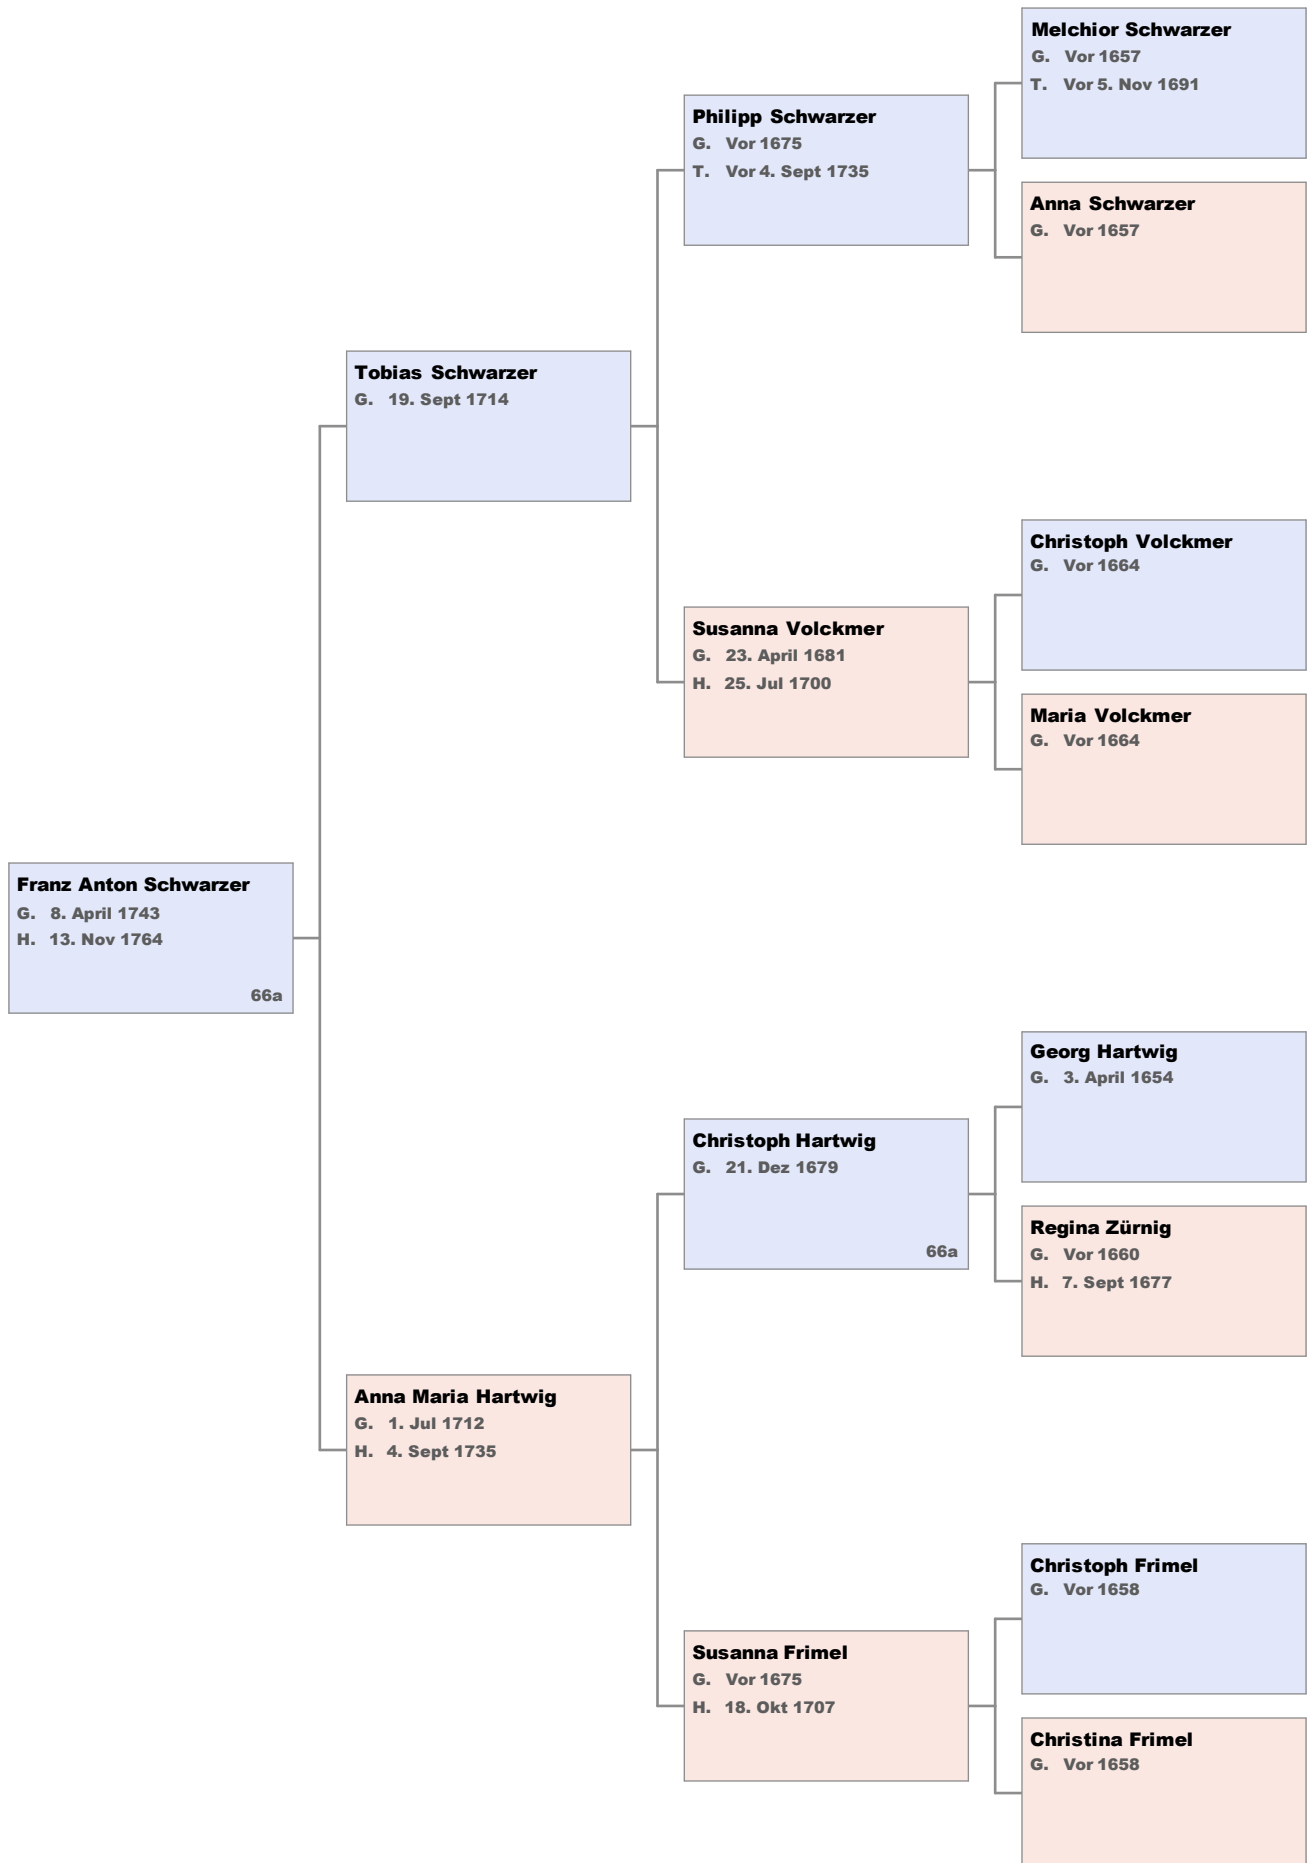 Melchior Schwarzer
G. Vor 1657
T. Vor 5. Nov 1691
Philipp Schwarzer
G. Vor 1675
T. Vor 4. Sept 1735
Anna Schwarzer
G. Vor 1657
Tobias Schwarzer
G. 19. Sept 1714
Christoph Volckmer
G. Vor 1664
Susanna Volckmer
G. 23. April 1681
H. 25. Jul 1700
Maria Volckmer
G. Vor 1664
Franz Anton Schwarzer
G. 8. April 1743
H. 13. Nov 1764
66a
Georg Hartwig
G. 3. April 1654
Christoph Hartwig
G. 21. Dez 1679
66a
Regina Zürnig
G. Vor 1660
H. 7. Sept 1677
Anna Maria Hartwig
G. 1. Jul 1712
H. 4. Sept 1735
Christoph Frimel
G. Vor 1658
Susanna Frimel
G. Vor 1675
H. 18. Okt 1707
Christina Frimel
G. Vor 1658